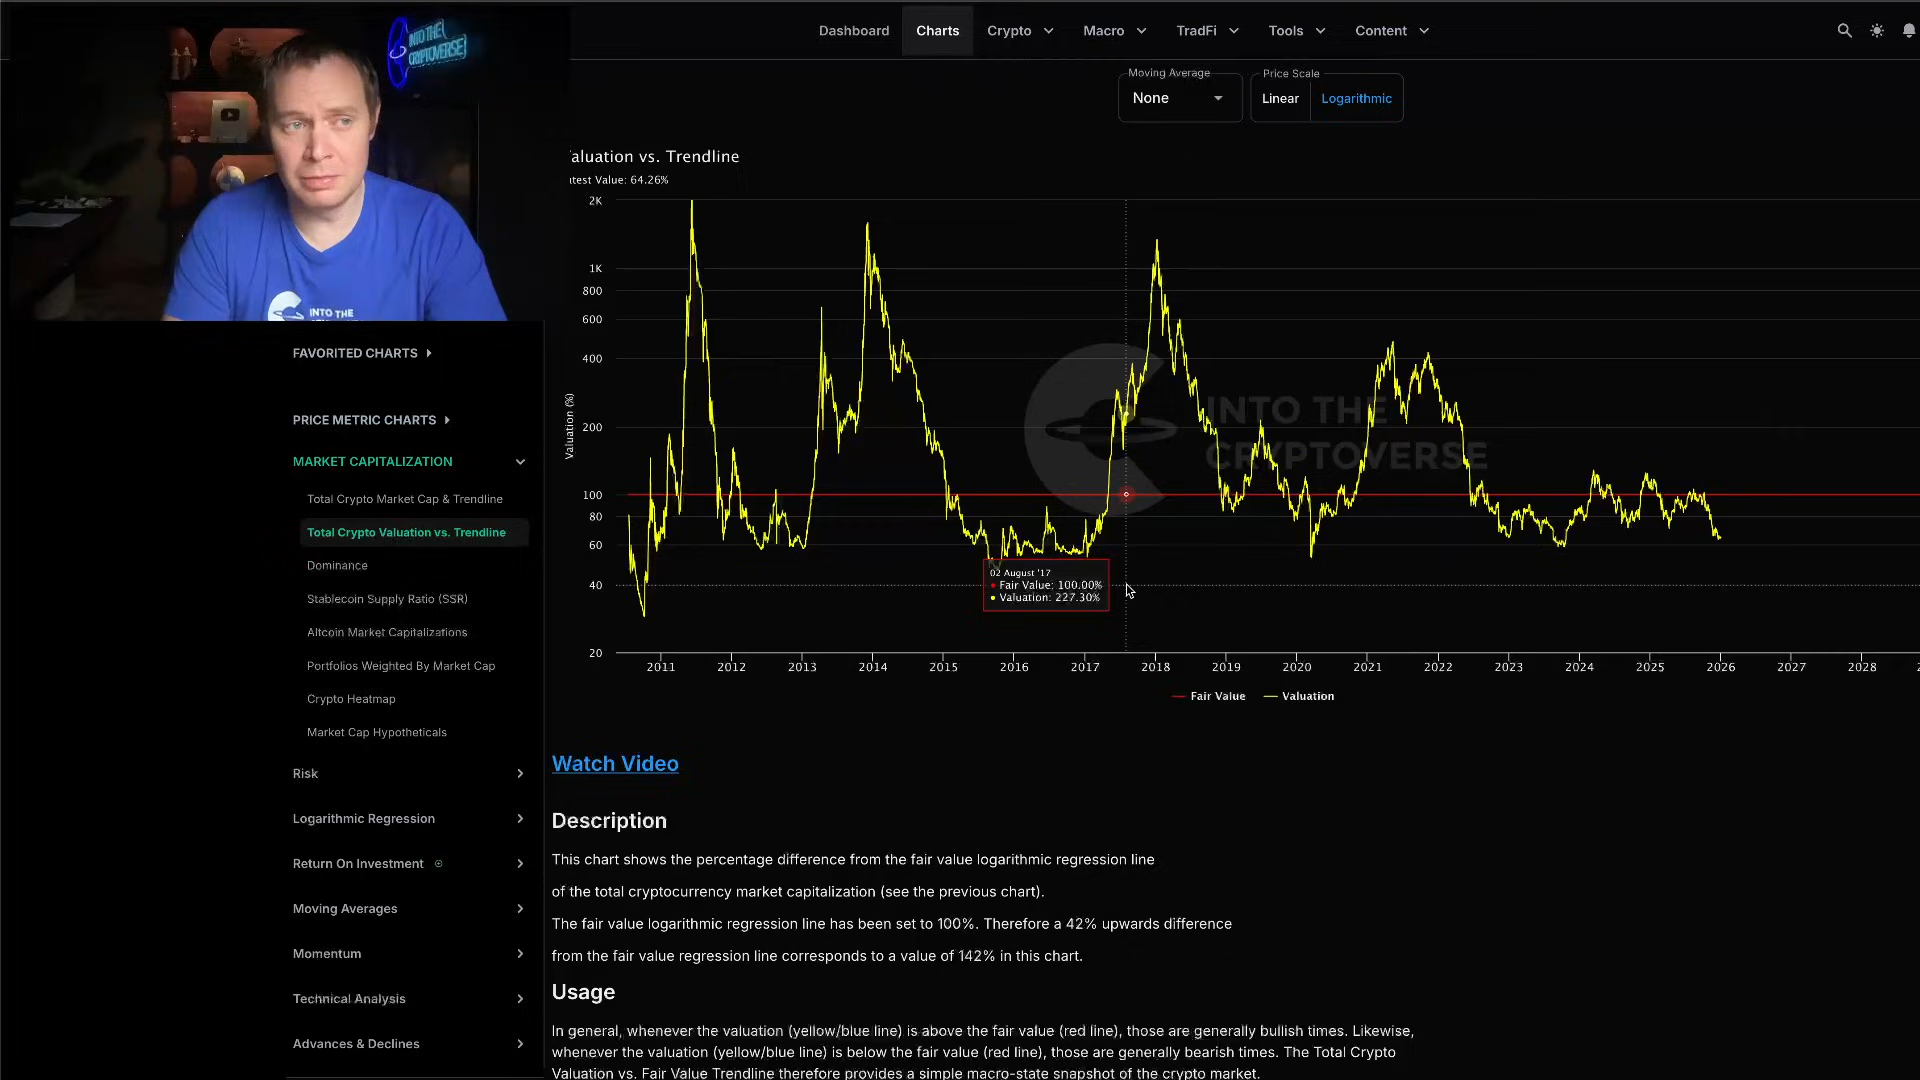 INTO THE
CRYPTOVERSE
INTO THE
Dashboard
Charts
Crypto
Macro
TradFi
Tools
Content
Moving Average
None
Price Scale
Linear
Logarithmic
aluation vs. Trendline
test Value: 64.26%
2K
1K
800
600
400
200
100
80
60
40
20
Valuation (%)
INTO THE
CRYPTOVERSE
02 August '17
Fair Value: 100.00%
Valuation: 227.30%
2011 2012 2013 2014 2015 2016 2017 2018 2019 2020 2021 2022 2023 2024 2025 2026 2027 2028
Fair Value
Valuation
FAVORITED CHARTS
PRICE METRIC CHARTS
MARKET CAPITALIZATION
Total Crypto Market Cap & Trendline
Total Crypto Valuation vs. Trendline
Dominance
Stablecoin Supply Ratio (SSR)
Altcoin Market Capitalizations
Portfolios Weighted By Market Cap
Crypto Heatmap
Market Cap Hypotheticals
Risk
Logarithmic Regression
Return On Investment
Moving Averages
Momentum
Technical Analysis
Advances & Declines
Watch Video
Description
This chart shows the percentage difference from the fair value logarithmic regression line
of the total cryptocurrency market capitalization (see the previous chart).
The fair value logarithmic regression line has been set to 100%. Therefore a 42% upwards difference
from the fair value regression line corresponds to a value of 142% in this chart.
Usage
In general, whenever the valuation (yellow/blue line) is above the fair value (red line), those are generally bullish times. Likewise,
whenever the valuation (yellow/blue line) is below the fair value (red line), those are generally bearish times. The Total Crypto
Valuation vs. Fair Value Trendline therefore provides a simple macro-state snapshot of the crypto market.